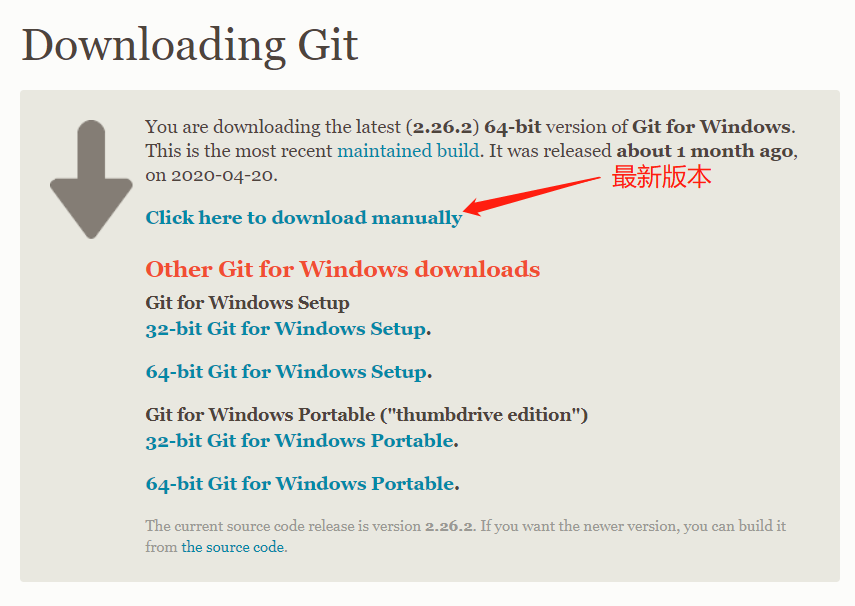 Downloading Git
You are downloading the latest (2.26.2) 64-bit version of Git for Windows.
This is the most recent maintained build. It was released about 1 month ago,
on 2020-04-20.
最新版本
Click here to download manually
Other Git for Windows downloads
Git for Windows Setup
32-bit Git for Windows Setup.
64-bit Git for Windows Setup.
Git for Windows Portable ("thumbdrive edition")
32-bit Git for Windows Portable.
64-bit Git for Windows Portable.
The current source code release is version 2.26.2. If you want the newer version, you can build it
from the source code.